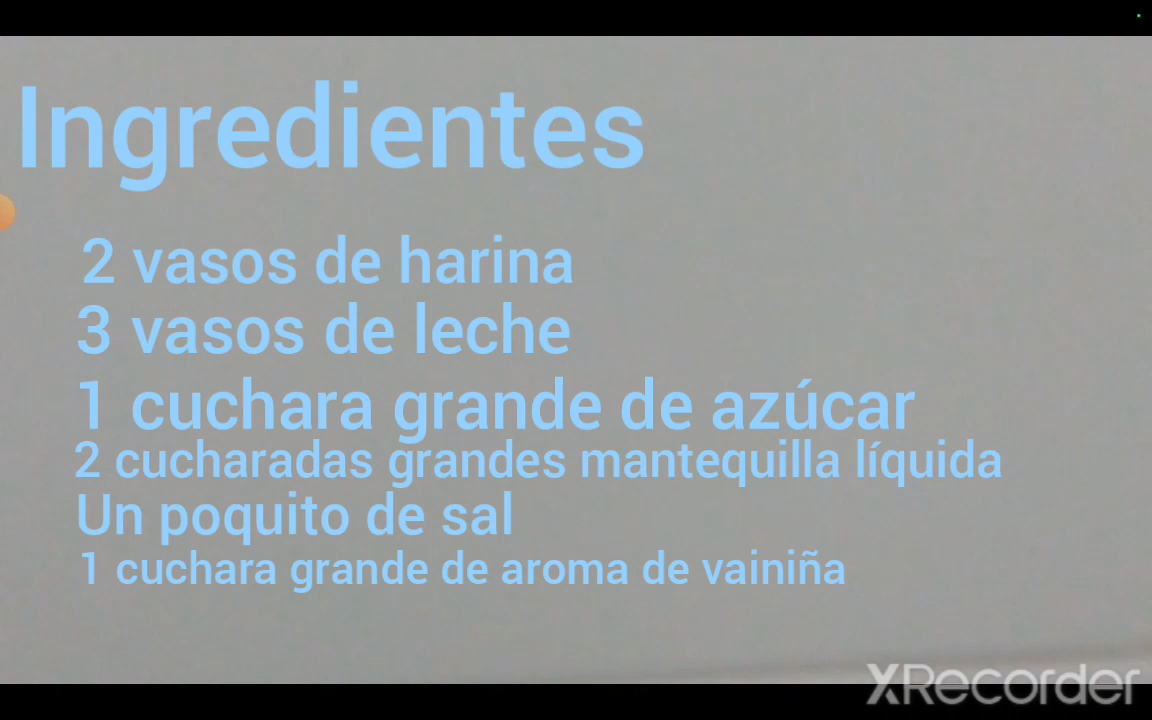 Ingredientes
2 vasos de harina
3 vasos de leche
1 cuchara grande de azúcar
2 cucharadas grandes mantequilla líquida
Un poquito de sal
1 cuchara grande de aroma de vainiña
XRecorder